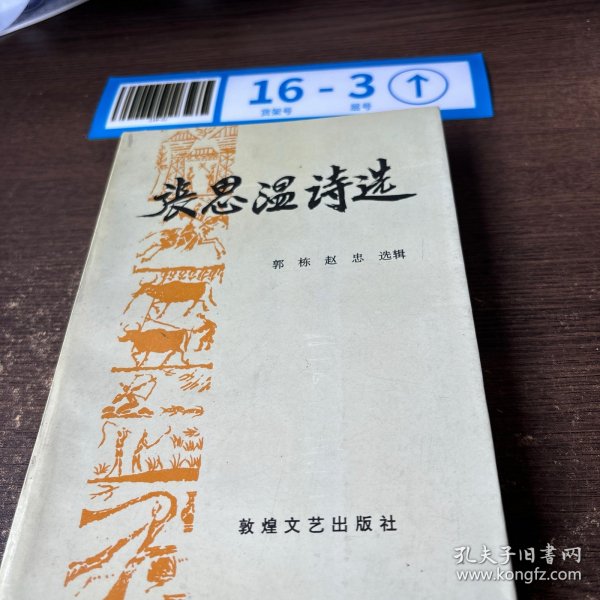 16-3
货架号 层号
张思温诗选
郭栋 赵忠 选辑
敦煌文艺出版社
孔夫子旧书网
www.kongfz.com